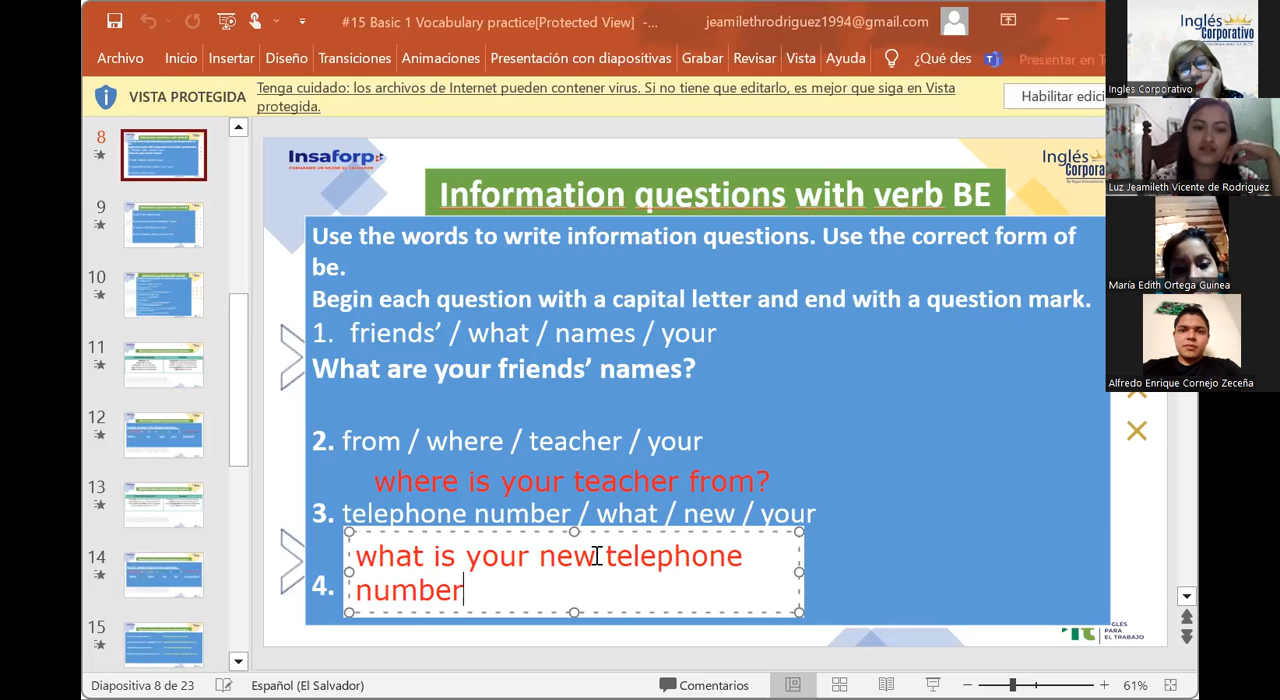 #15 Basic 1 Vocabulary practice[Protected View] -...
jeamilethrodriguez1994@gmail.com
Archivo Inicio Insertar Diseño Transiciones Animaciones Presentación con diapositivas Grabar Revisar Vista Ayuda ¿Qué des Presentar en T
VISTA PROTEGIDA
Tenga cuidado: los archivos de Internet pueden contener virus. Si no tiene que editarlo, es mejor que siga en Vista
protegida.
Habilitar edici
Inglés
Corporativo
Ingles Corporativo
Luz Jeamileth Vicente de Rodriguez
María Edith Ortega Guinea
Alfredo Enrique Cornejo Zeceña
8
9
10
11
12
13
14
15
Insaforp
Inglés
Corpora
Information questions with verb BE
Use the words to write information questions. Use the correct form of
be.
Begin each question with a capital letter and end with a question mark.
1. friends’ / what / names / your
What are your friends’ names?
2. from / where / teacher / your
where is your teacher from?
3. telephone number / what / new / your
what is your new telephone
number
4.
INGLÉS
PARA
EL TRABAJO
Diapositiva 8 de 23
Español (El Salvador)
Comentarios
61%